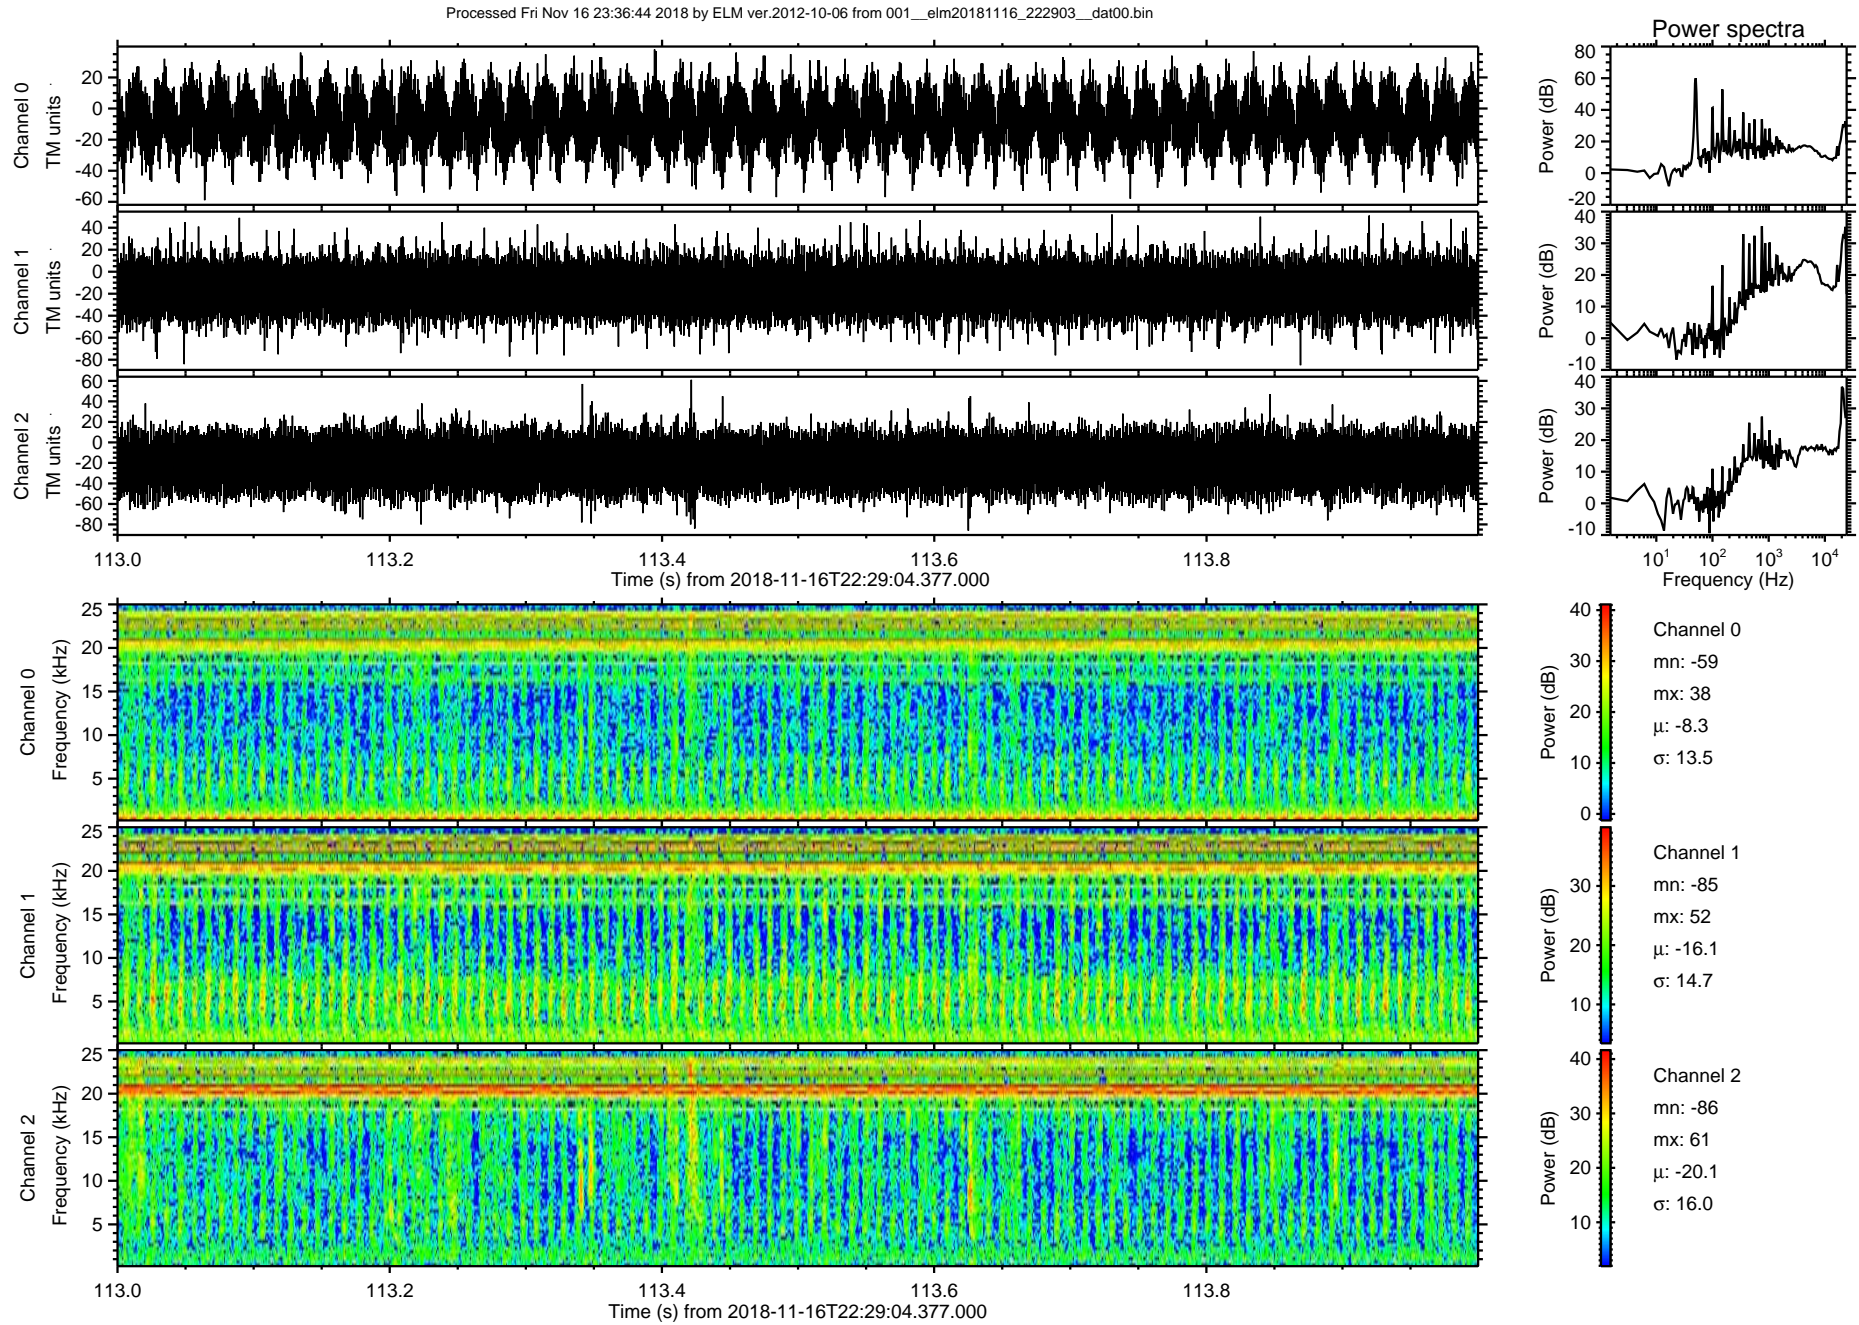 Processed Fri Nov 16 23:36:44 2018 by ELM ver.2012-10-06 from 001__elm20181116_222903__dat00.bin
Power spectra
Channel 0
TM units
20
0
-20
-40
-60
Power (dB)
80
60
40
20
0
-20
Channel 1
TM units
40
20
0
-20
-40
-60
-80
Power (dB)
40
30
20
10
0
-10
Channel 2
TM units
60
40
20
0
-20
-40
-60
-80
Power (dB)
40
30
20
10
0
-10
113.0 113.2 113.4 113.6 113.8
Time (s) from 2018-11-16T22:29:04.377.000
10^1 10^2 10^3 10^4
Frequency (Hz)
Channel 0
Frequency (kHz)
25
20
15
10
5
Power (dB)
40
30
20
10
0
Channel 0
mn: -59
mx: 38
μ: -8.3
σ: 13.5
Channel 1
Frequency (kHz)
25
20
15
10
5
Power (dB)
30
20
10
Channel 1
mn: -85
mx: 52
μ: -16.1
σ: 14.7
Channel 2
Frequency (kHz)
25
20
15
10
5
Power (dB)
40
30
20
10
Channel 2
mn: -86
mx: 61
μ: -20.1
σ: 16.0
113.0 113.2 113.4 113.6 113.8
Time (s) from 2018-11-16T22:29:04.377.000